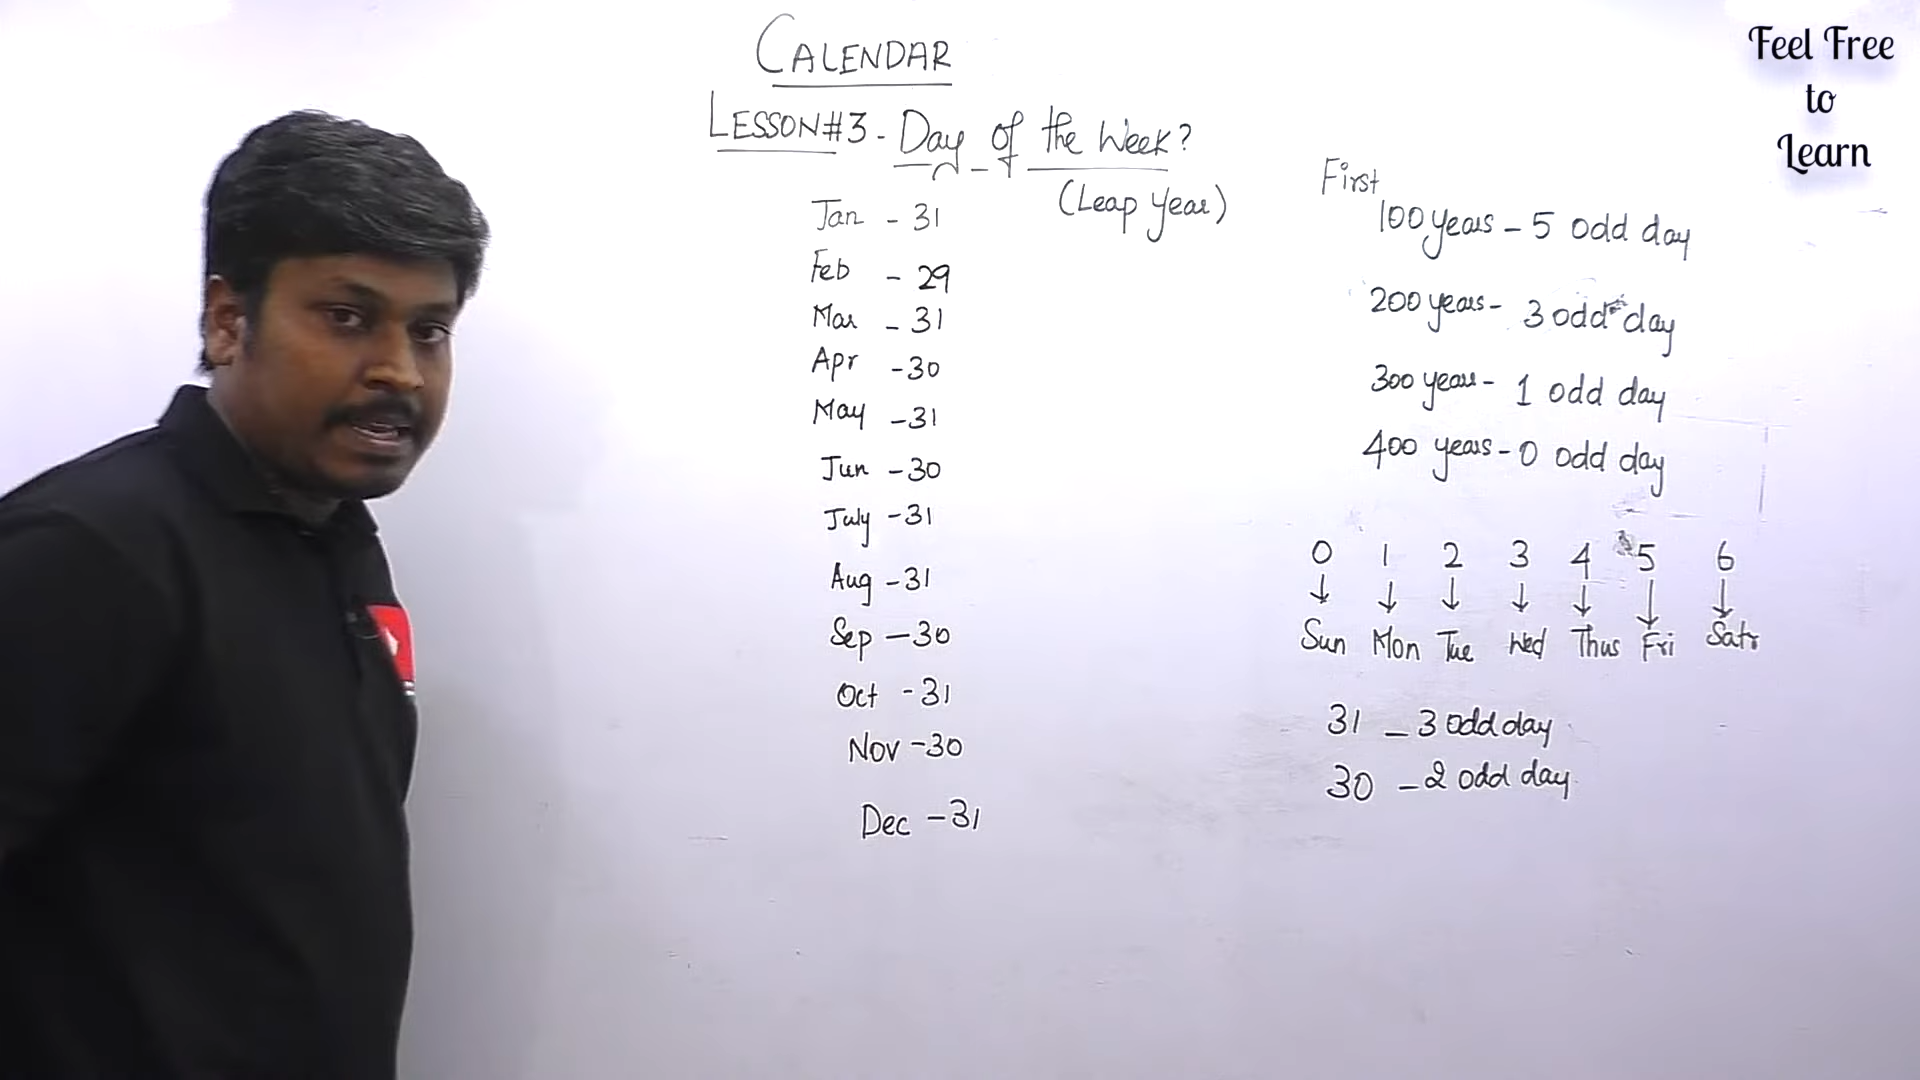 CALENDAR
LESSON#3 - Day of the Week?
(Leap Year)
Jan - 31
Feb - 29
Mar - 31
Apr - 30
May - 31
Jun - 30
July - 31
Aug - 31
Sep - 30
Oct - 31
Nov - 30
Dec - 31
Feel Free
to
Learn
First
100 years - 5 odd day
200 years - 3 odd day
300 years - 1 odd day
400 years - 0 odd day
0 1 2 3 4 5 6
Sun Mon Tue Wed Thus Fri Satr
31 - 3 odd day
30 - 2 odd day